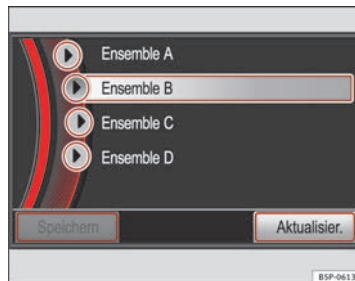 Ensemble A
Ensemble B
Ensemble C
Ensemble D
Speichern
Aktualisier.
B5P-0613